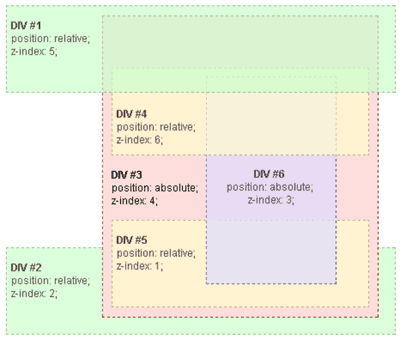 DIV #1
position: relative;
z-index: 5;
DIV #4
position: relative;
z-index: 6;
DIV #3
position: absolute;
z-index: 4;
DIV #6
position: absolute;
z-index: 3;
DIV #5
position: relative;
z-index: 1;
DIV #2
position: relative;
z-index: 2;